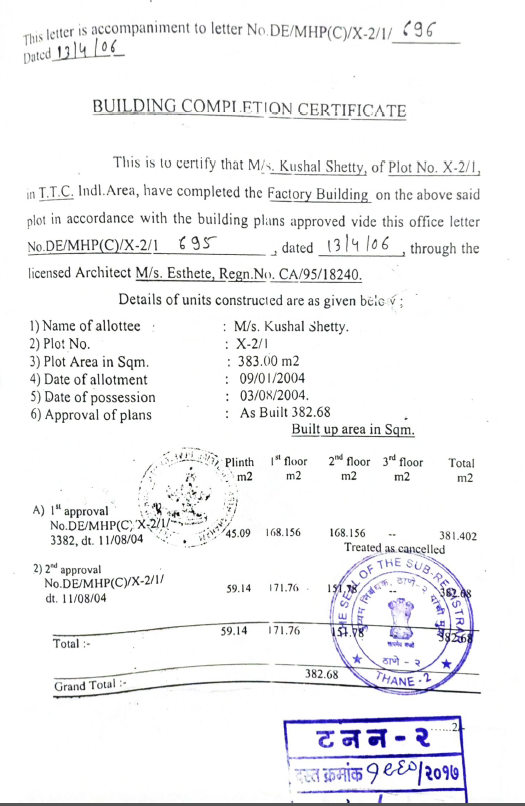 This letter is accompaniment to letter No.DE/MHP(C)/X-2/1/ 696
Dated 13/4/06
BUILDING COMPLETION CERTIFICATE
This is to certify that M/s. Kushal Shetty, of Plot No. X-2/1,
in T.T.C. Indl.Area, have completed the Factory Building on the above said
plot in accordance with the building plans approved vide this office letter
No.DE/MHP(C)/X-2/1 695 , dated 13/4/06 , through the
licensed Architect M/s. Esthete, Regn.No. CA/95/18240.
Details of units constructed are as given below ;
1) Name of allottee : : M/s. Kushal Shetty.
2) Plot No. : X-2/1
3) Plot Area in Sqm. : 383.00 m2
4) Date of allotment : 09/01/2004
5) Date of possession : 03/08/2004.
6) Approval of plans : As Built 382.68
Built up area in Sqm.
Plinth 1st floor 2nd floor 3rd floor Total
m2 m2 m2 m2 m2
A) 1st approval
No.DE/MHP(C)/X-2/1/
3382, dt. 11/08/04 45.09 168.156 168.156 -- 381.402
Treated as cancelled
2) 2nd approval
No.DE/MHP(C)/X-2/1/
dt. 11/08/04 59.14 171.76 151.78 -- 382.68
Total :- 59.14 171.76 151.78 382.68
Grand Total :- 382.68
THE SEAL OF THE SUB-REGISTRAR
ठाणे - २
THANE - 2
.....2/-
ट न न - २
दस्त क्रमांक /२०१७